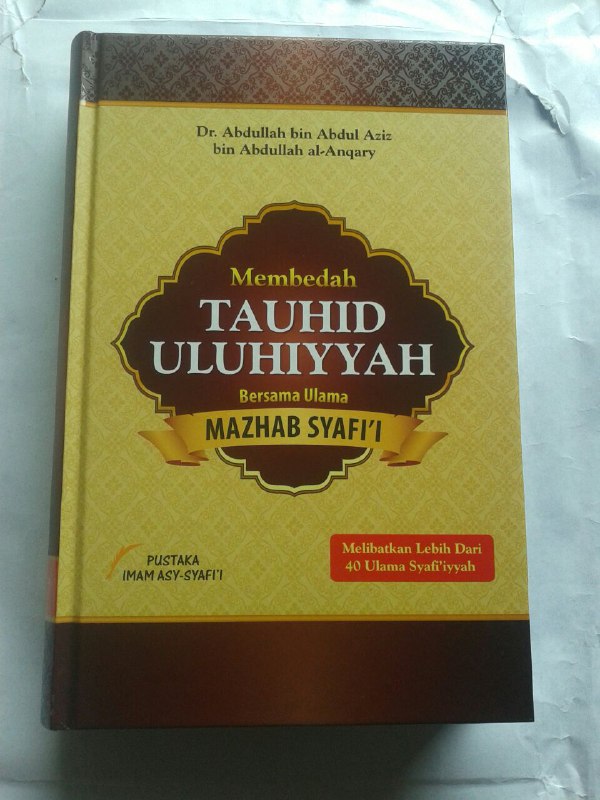 Dr. Abdullah bin Abdul Aziz
bin Abdullah al-Anqary
Membedah
TAUHID
ULUHIYYAH
Bersama Ulama
MAZHAB SYAFI'I
PUSTAKA
IMAM ASY-SYAFI'I
Melibatkan Lebih Dari
40 Ulama Syafi'iyyah